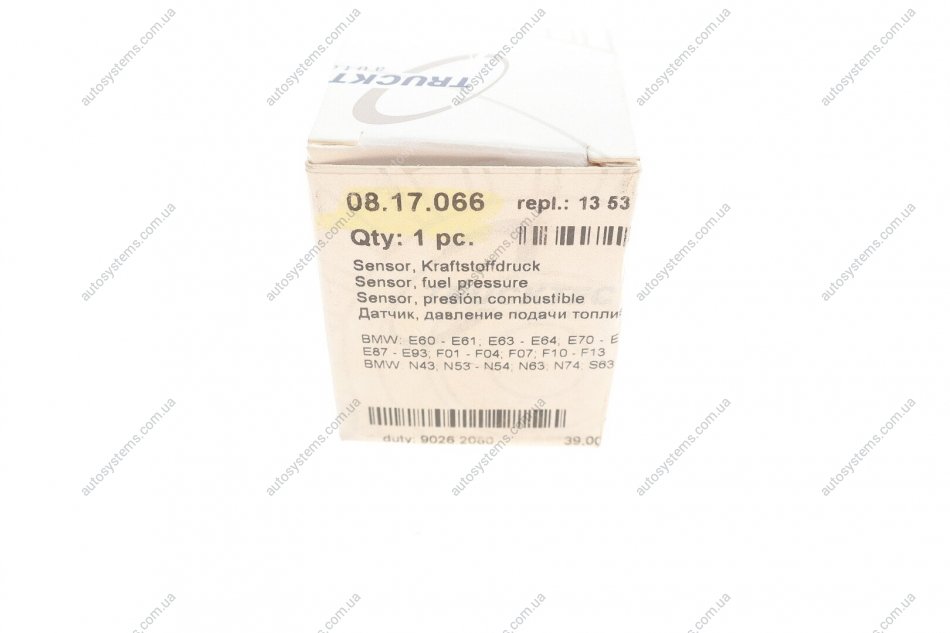 TRUCKT
auto
08.17.066 repl.: 13 53
Qty: 1 pc.
Sensor, Kraftstoffdruck
Sensor, fuel pressure
Sensor, presión combustible
Датчик, давление подачи топли
BMW: E60 - E61; E63 - E64; E70 - E
E87 - E93; F01 - F04; F07; F10 - F13
BMW: N43; N53 - N54; N63; N74; S63
duty: 9026 2080 39.00
autosystems.com.ua